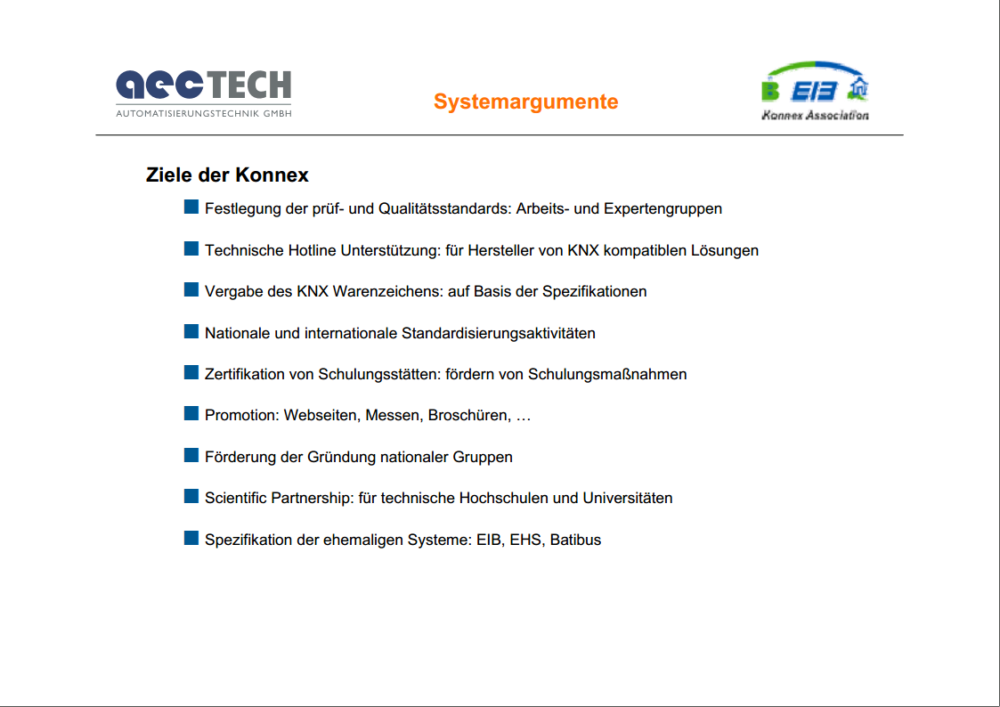 aecTECH
AUTOMATISIERUNGSTECHNIK GMBH
Systemargumente
B EIB
Konnex Association
Ziele der Konnex
Festlegung der prüf- und Qualitätsstandards: Arbeits- und Expertengruppen
Technische Hotline Unterstützung: für Hersteller von KNX kompatiblen Lösungen
Vergabe des KNX Warenzeichens: auf Basis der Spezifikationen
Nationale und internationale Standardisierungsaktivitäten
Zertifikation von Schulungsstätten: fördern von Schulungsmaßnahmen
Promotion: Webseiten, Messen, Broschüren, …
Förderung der Gründung nationaler Gruppen
Scientific Partnership: für technische Hochschulen und Universitäten
Spezifikation der ehemaligen Systeme: EIB, EHS, Batibus